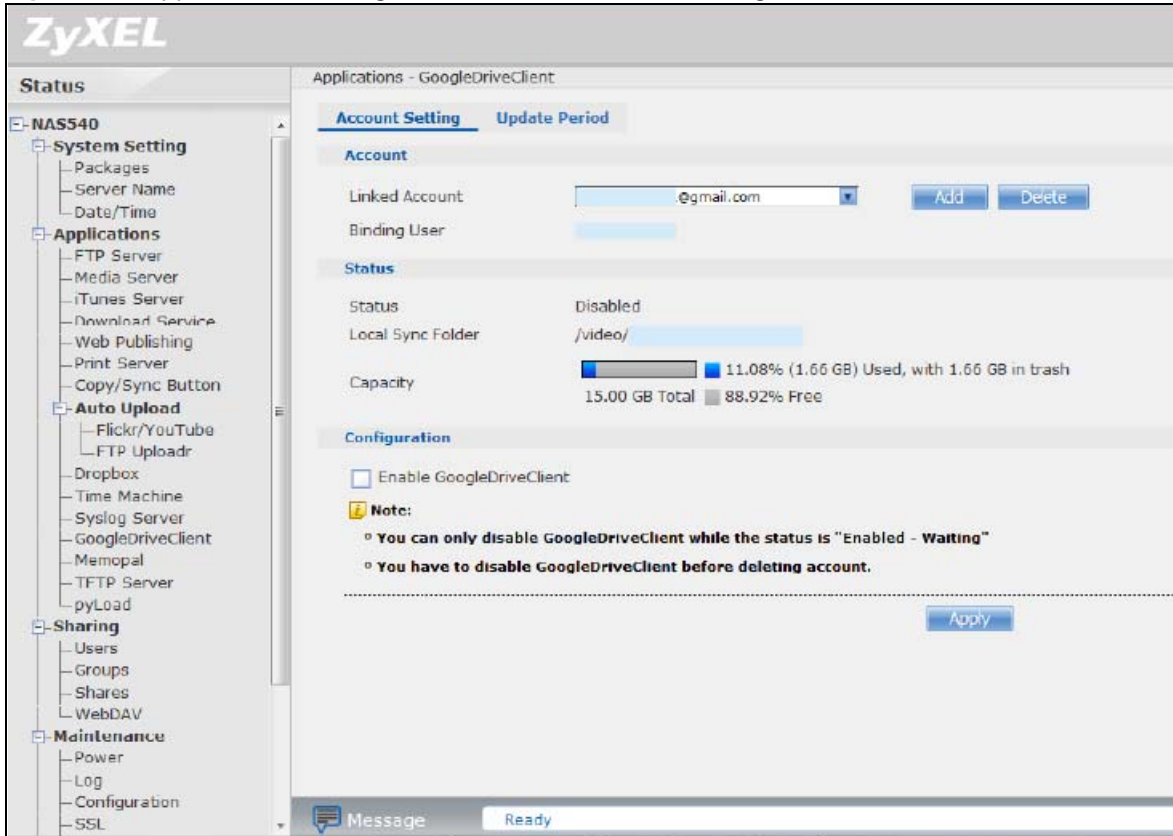 ZyXEL
Status
NAS540
System Setting
Packages
Server Name
Date/Time
Applications
FTP Server
Media Server
iTunes Server
Download Service
Web Publishing
Print Server
Copy/Sync Button
Auto Upload
Flickr/YouTube
FTP Uploadr
Dropbox
Time Machine
Syslog Server
GoogleDriveClient
Memopal
TFTP Server
pyLoad
Sharing
Users
Groups
Shares
WebDAV
Maintenance
Power
Log
Configuration
SSL
Applications - GoogleDriveClient
Account Setting Update Period
Account
Linked Account .@gmail.com Add Delete
Binding User
Status
Status Disabled
Local Sync Folder /video/
Capacity 11.08% (1.66 GB) Used, with 1.66 GB in trash
15.00 GB Total 88.92% Free
Configuration
Enable GoogleDriveClient
Note:
You can only disable GoogleDriveClient while the status is "Enabled - Waiting"
You have to disable GoogleDriveClient before deleting account.
Apply
Message Ready